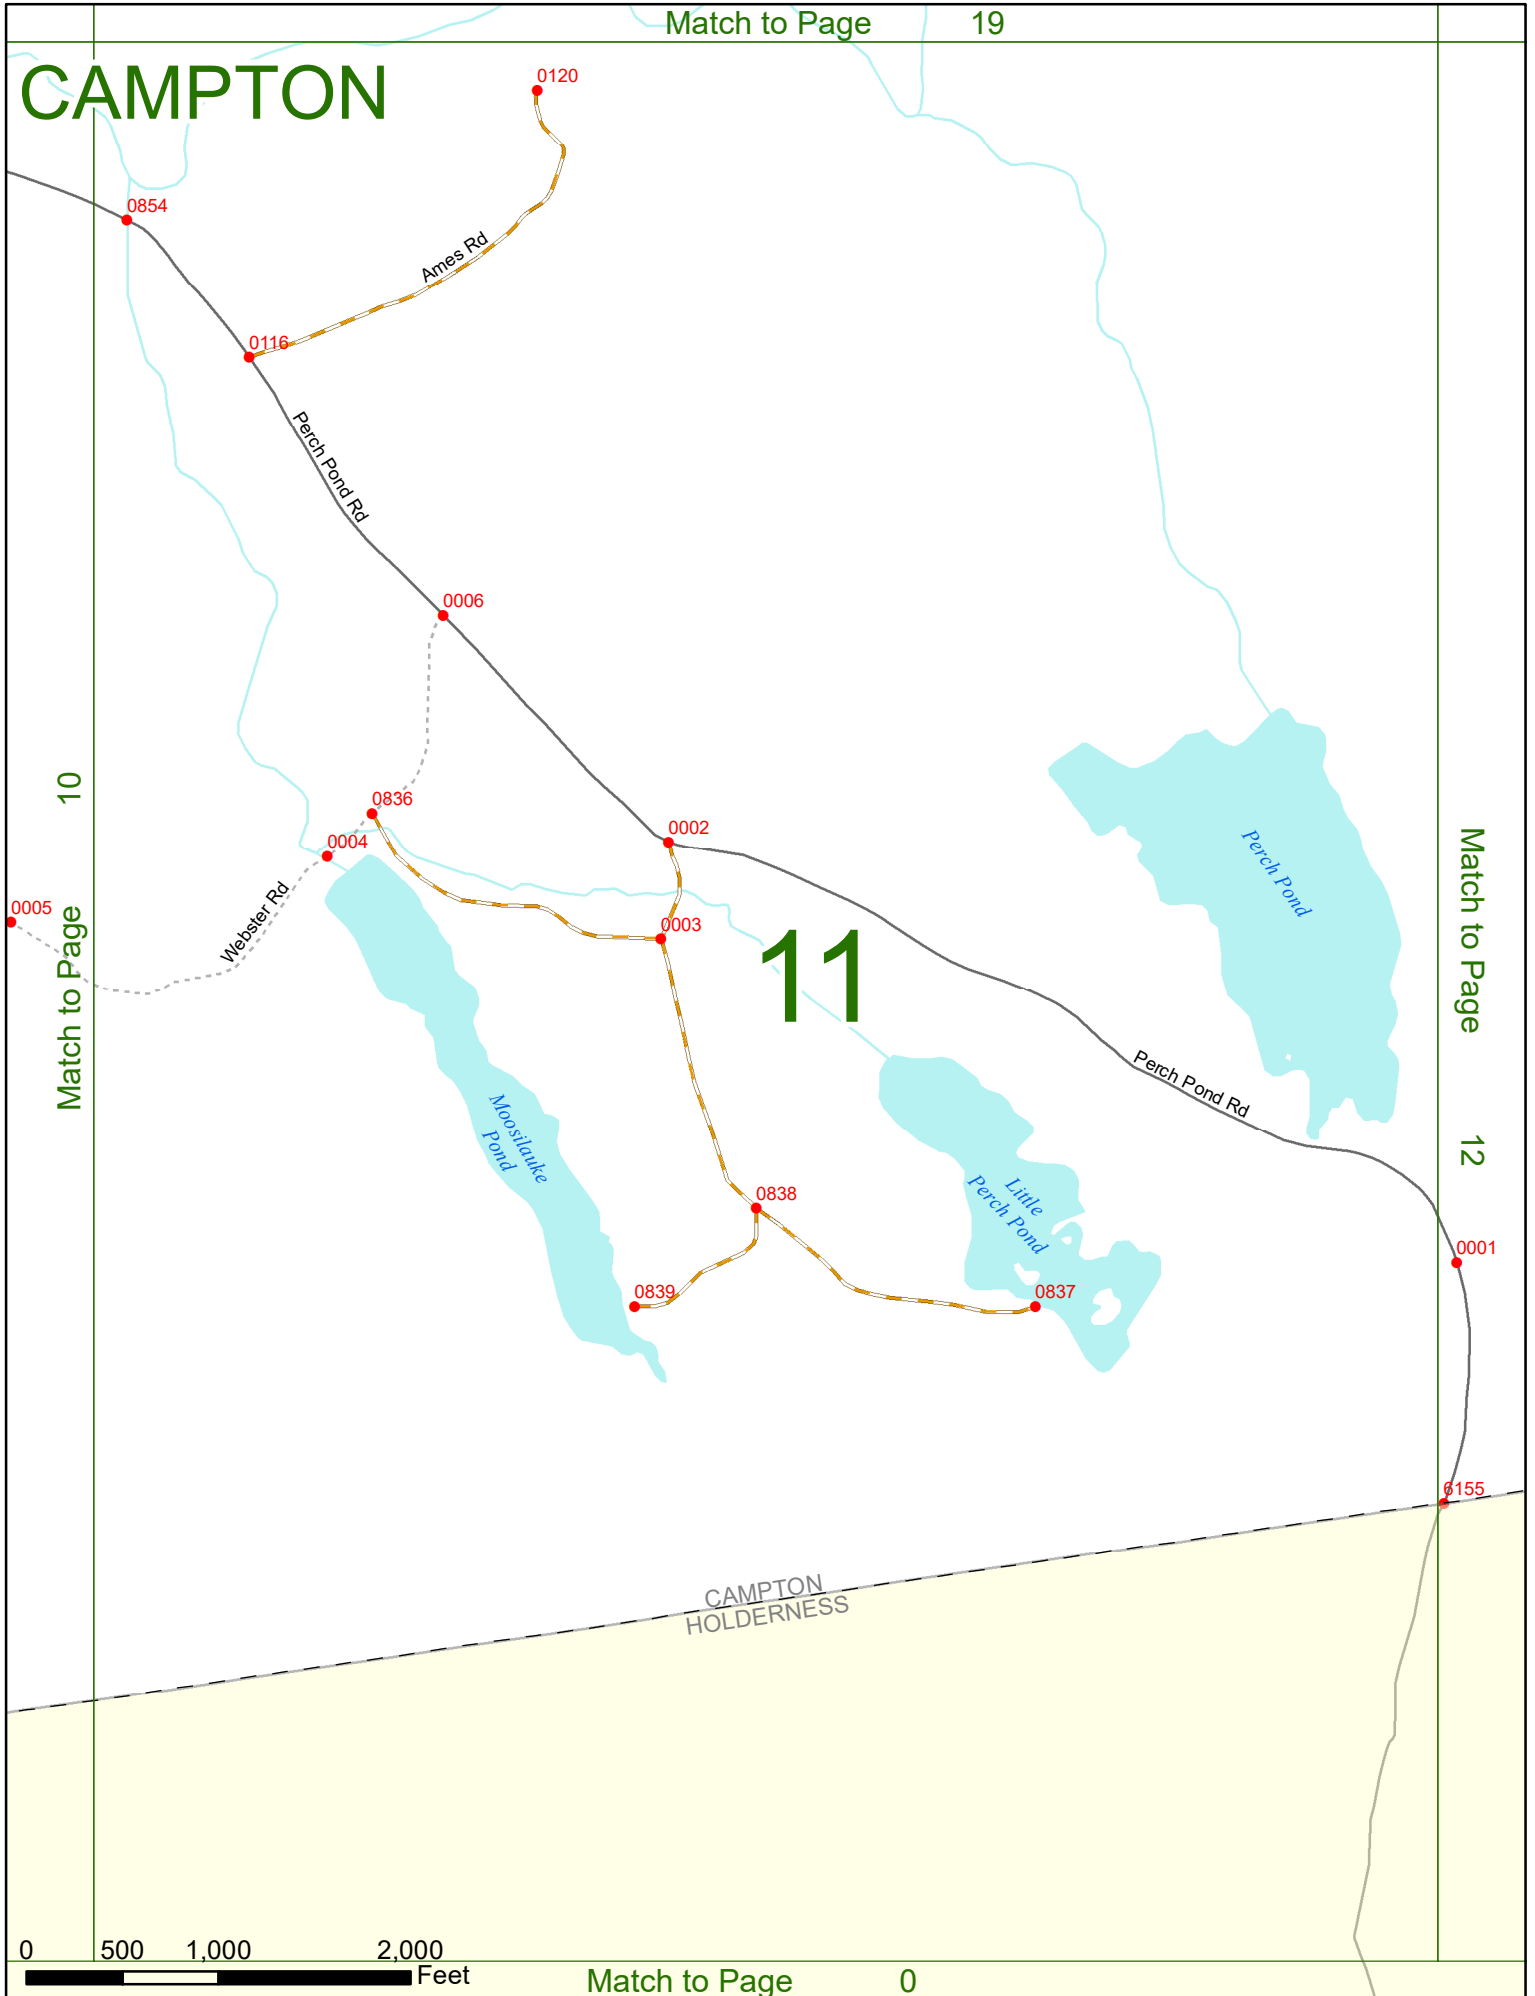 Match to Page 19
CAMPTON
0120
0854
Ames Rd
0116
Perch Pond Rd
0006
10
Match to Page
0836
0002
0004
Perch Pond
Match to Page
12
Webster Rd
0005
0003
11
Perch Pond Rd
Moosilauke
Pond
Little
Perch Pond
0838
0001
0839
0837
6155
CAMPTON
HOLDERNESS
0 500 1,000 2,000
Feet
Match to Page 0